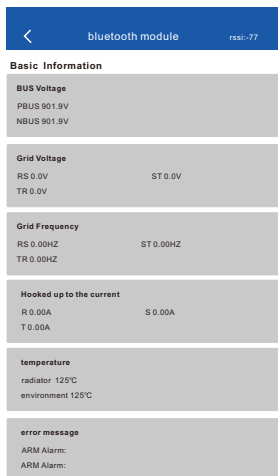 bluetooth module rssi:-77
Basic Information
BUS Voltage
PBUS 901.9V
NBUS 901.9V
Grid Voltage
RS 0.0V ST 0.0V
TR 0.0V
Grid Frequency
RS 0.00HZ ST 0.00HZ
TR 0.00HZ
Hooked up to the current
R 0.00A S 0.00A
T 0.00A
temperature
radiator 125℃
environment 125℃
error message
ARM Alarm:
ARM Alarm: